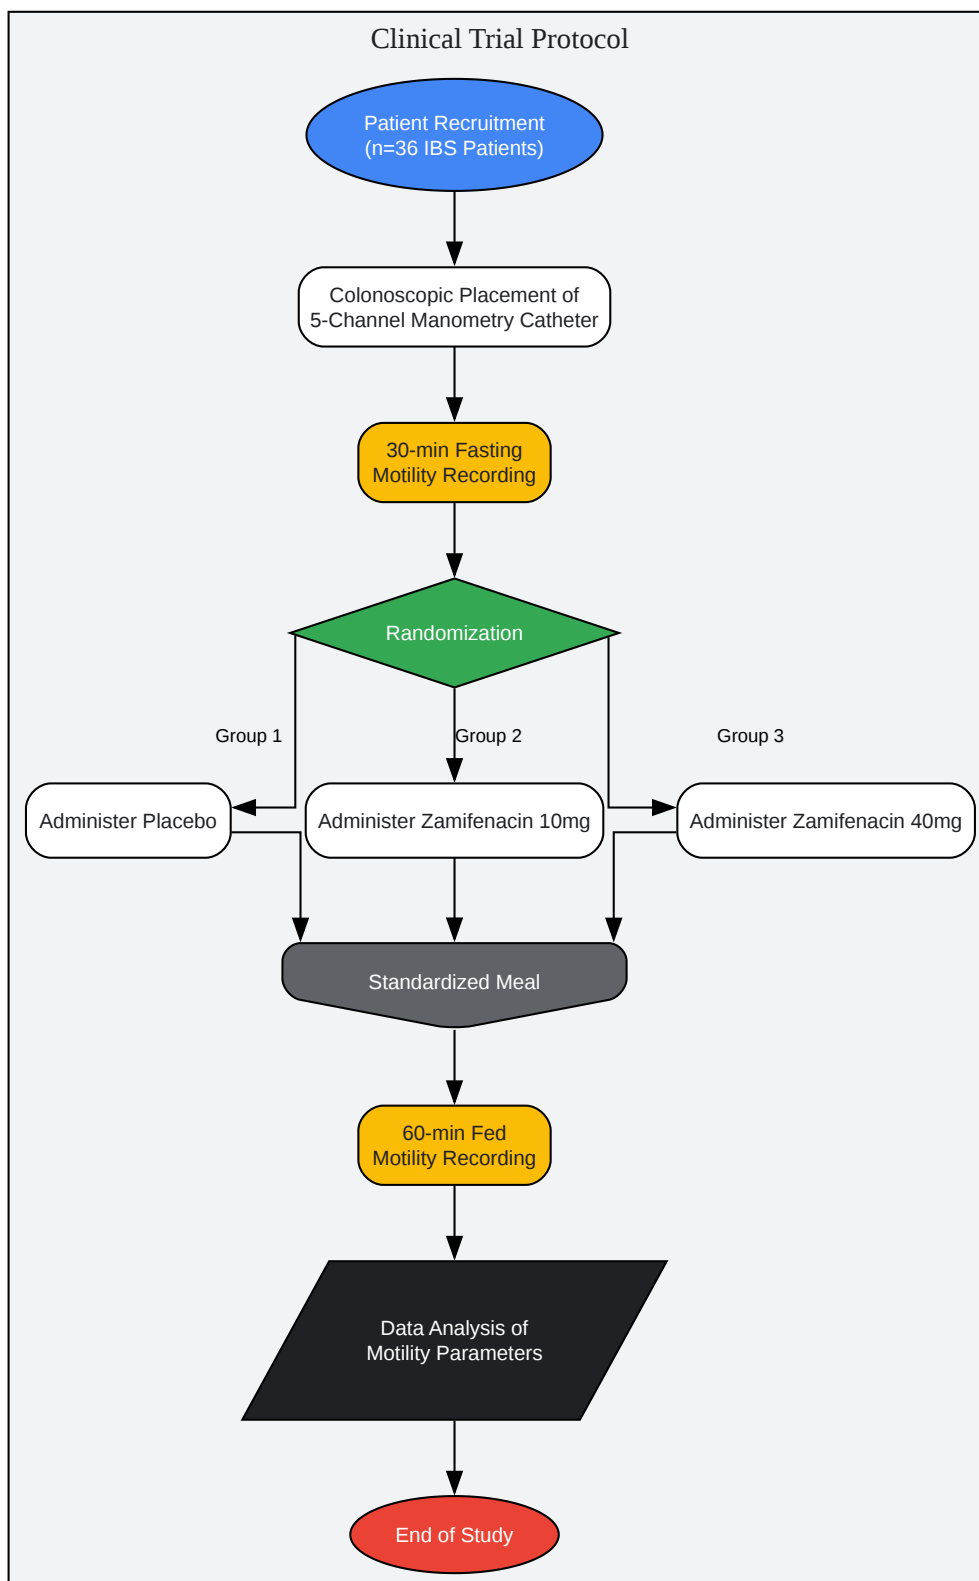 Clinical Trial Protocol
Patient Recruitment
(n=36 IBS Patients)
Colonoscopic Placement of
5-Channel Manometry Catheter
30-min Fasting
Motility Recording
Randomization
Group 1
Group 2
Group 3
Administer Placebo
Administer Zamifenacin 10mg
Administer Zamifenacin 40mg
Standardized Meal
60-min Fed
Motility Recording
Data Analysis of
Motility Parameters
End of Study